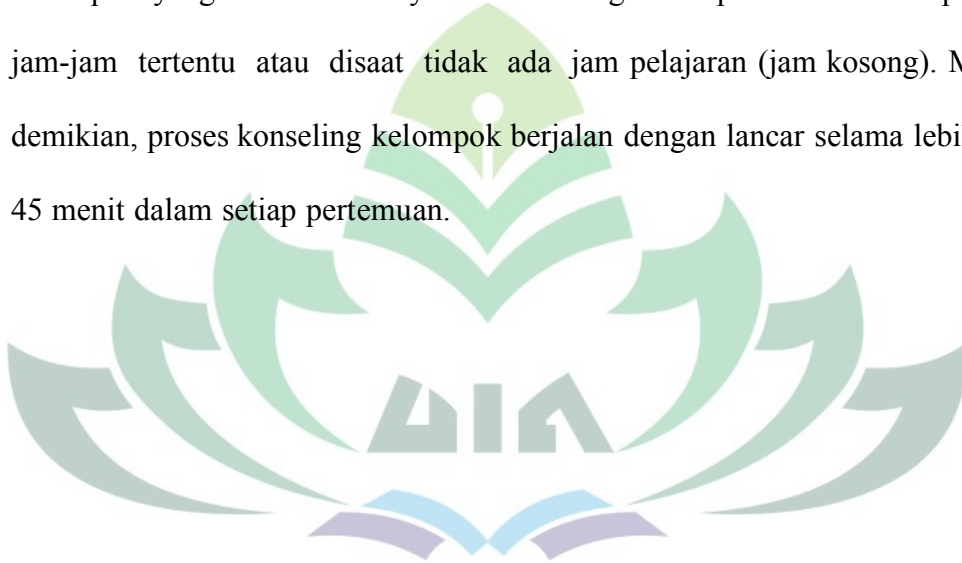 jam-jam tertentu atau disaat tidak ada jam pelajaran (jam kosong).
demikian, proses konseling kelompok berjalan dengan lancar selama
45 menit dalam setiap pertemuan.
UIN